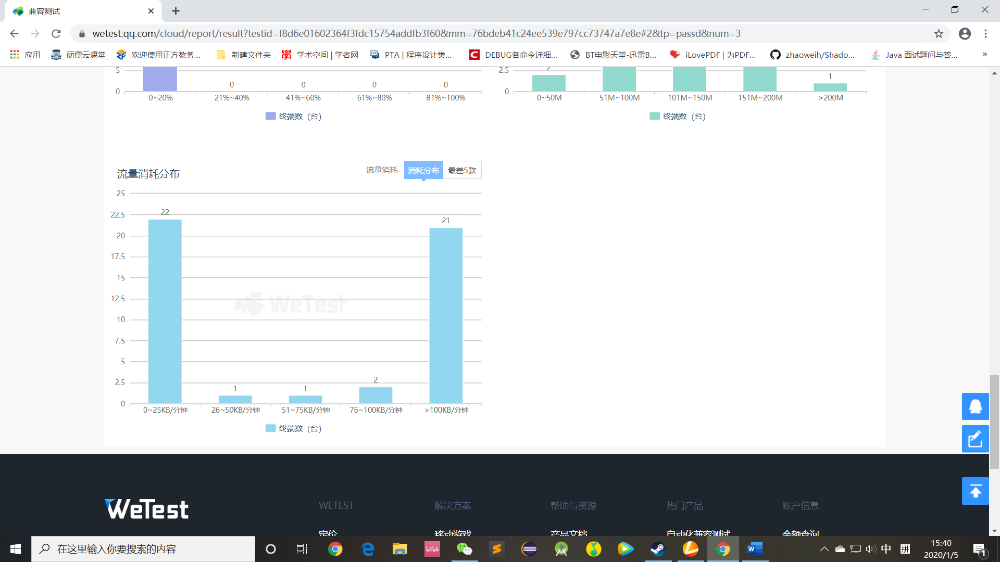 兼容测试
wetest.qq.com/cloud/report/result?testid=f8d6e01602364f3fdc15754addfb3f60&mm=76bdeb41c24ee539e797cc73747a7e8e#2&tp=passd&num=3
应用 砺儒云课堂 欢迎使用正方教务... 新建文件夹 学术空间 | 学者网 PTA | 程序设计类... DEBUG各命令详细... BT电影天堂-迅雷B... iLovePDF | 为PDF... zhaoweih/Shado... Java 面试题问与答... »
5
0 0 0 0
0
0~20% 21%~40% 41%~60% 61%~80% 81%~100%
终端数（台）
2.5 2
1
0
0~50M 51M~100M 101M~150M 151M~200M >200M
终端数（台）
流量消耗分布
流量消耗 消耗分布 最差5款
25
22.5
20
17.5
15
12.5
10
7.5
5
2.5
0
22 1 1 2 21
WeTest
0~25KB/分钟 26~50KB/分钟 51~75KB/分钟 76~100KB/分钟 >100KB/分钟
终端数（台）
WeTest
WETEST 解决方案 帮助与资源 热门产品 账户信息
定价 移动游戏 产品文档 自动化兼容测试 余额查询
在这里输入你要搜索的内容
中 拼
15:40
2020/1/5
1